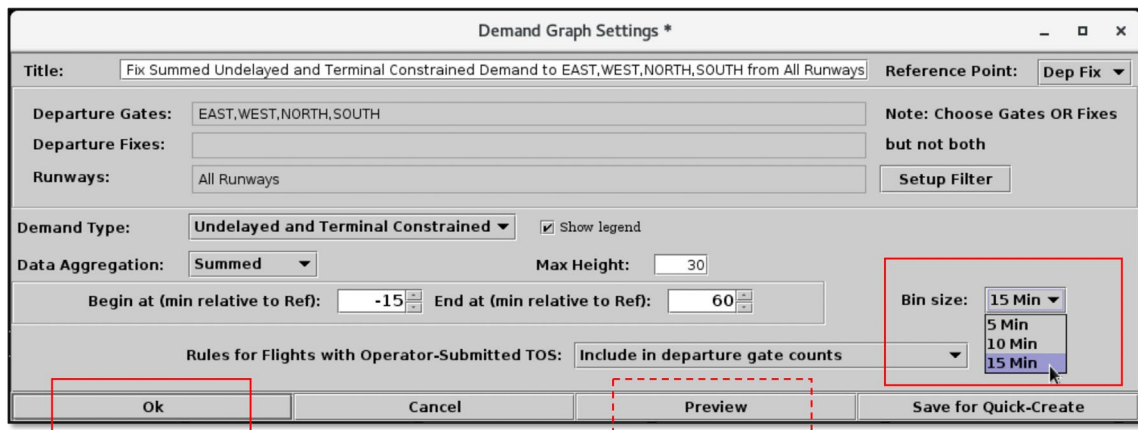 Demand Graph Settings *
Title: Fix Summed Undelayed and Terminal Constrained Demand to EAST,WEST,NORTH,SOUTH from All Runways Reference Point: Dep Fix
Departure Gates: EAST,WEST,NORTH,SOUTH Note: Choose Gates OR Fixes
Departure Fixes: but not both
Runways: All Runways Setup Filter
Demand Type: Undelayed and Terminal Constrained Show legend
Data Aggregation: Summed Max Height: 30
Begin at (min relative to Ref): -15 End at (min relative to Ref): 60 Bin size: 15 Min
5 Min
10 Min
Rules for Flights with Operator-Submitted TOS: Include in departure gate counts
15 Min
Ok Cancel Preview Save for Quick-Create